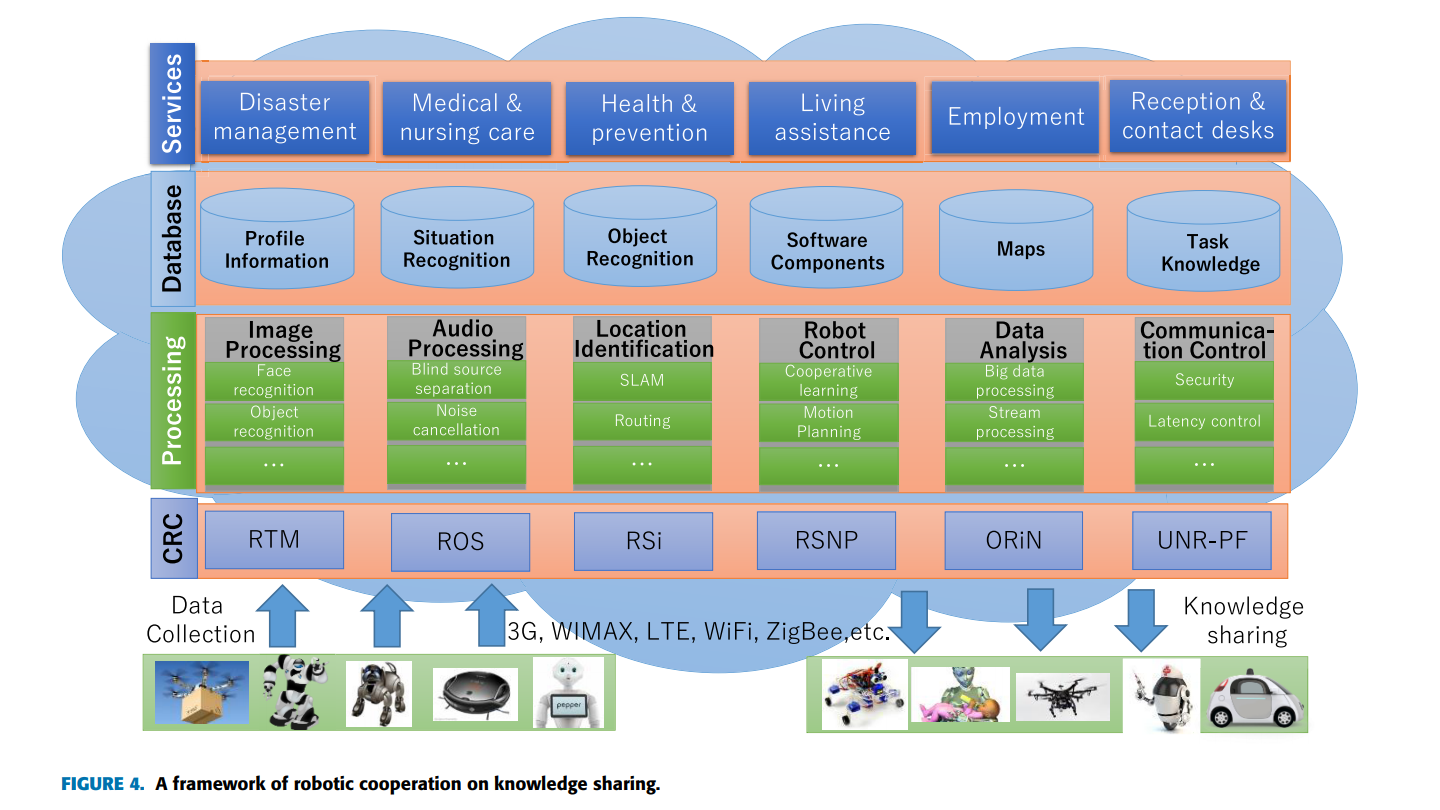 Services
Disaster
management
Medical &
nursing care
Health &
prevention
Living
assistance
Employment
Reception &
contact desks
Database
Profile
Information
Situation
Recognition
Object
Recognition
Software
Components
Maps
Task
Knowledge
Processing
Image
Processing
Face
recognition
Object
recognition
...
Audio
Processing
Blind source
separation
Noise
cancellation
...
Location
Identification
SLAM
Routing
...
Robot
Control
Cooperative
learning
Motion
Planning
...
Data
Analysis
Big data
processing
Stream
processing
...
Communica-
tion Control
Security
Latency control
...
CRC
RTM
ROS
RSi
RSNP
ORiN
UNR-PF
Data
Collection
3G, WIMAX, LTE, WiFi, ZigBee,etc.
Knowledge
sharing
pepper
FIGURE 4. A framework of robotic cooperation on knowledge sharing.